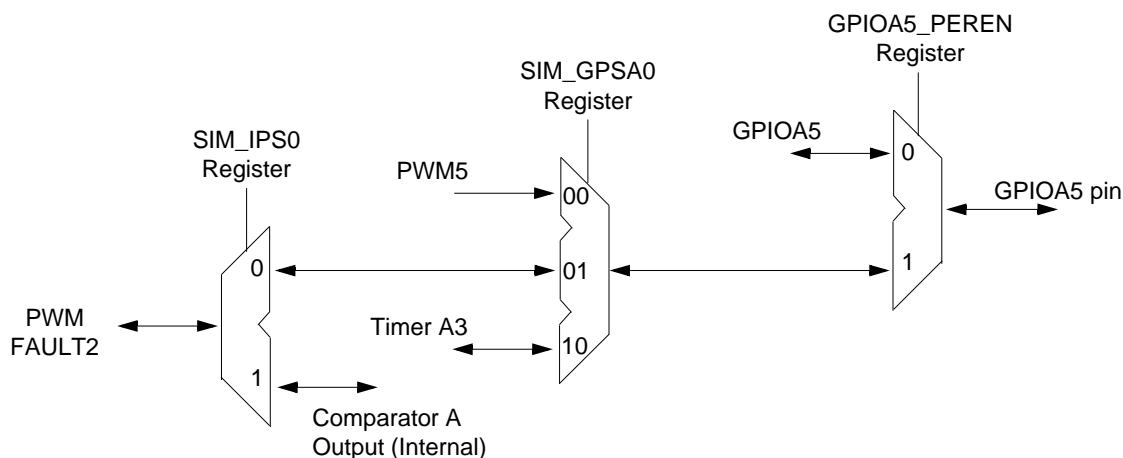 GPIOA5_PEREN
Register
SIM_GPSA0
Register
SIM_IPS0
Register
GPIOA5
0
PWM5
00
GPIOA5 pin
0
01
1
PWM
FAULT2
Timer A3
10
1
Comparator A
Output (Internal)